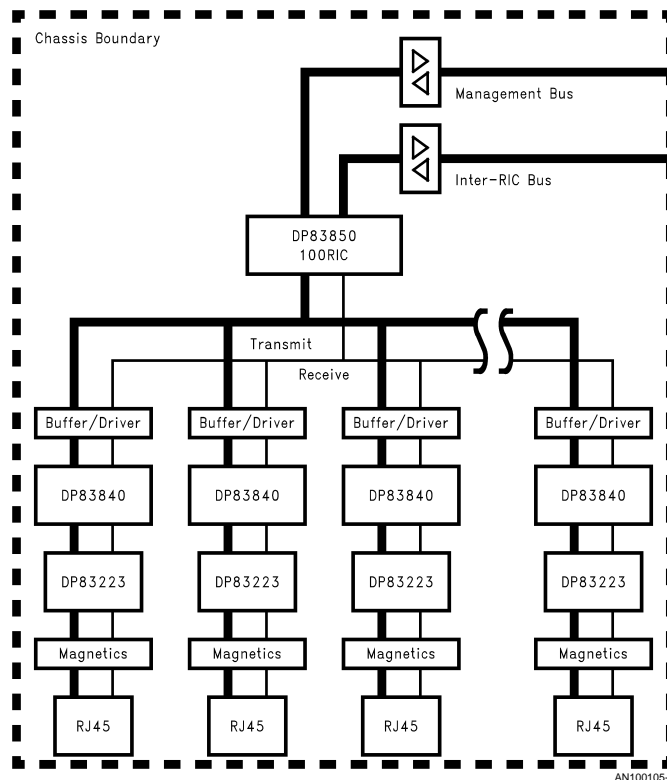 Chassis Boundary
Management Bus
Inter-RIC Bus
DP83850
100RIC
Transmit
Receive
Buffer/Driver Buffer/Driver Buffer/Driver Buffer/Driver
DP83840 DP83840 DP83840 DP83840
DP83223 DP83223 DP83223 DP83223
Magnetics Magnetics Magnetics Magnetics
RJ45 RJ45 RJ45 RJ45